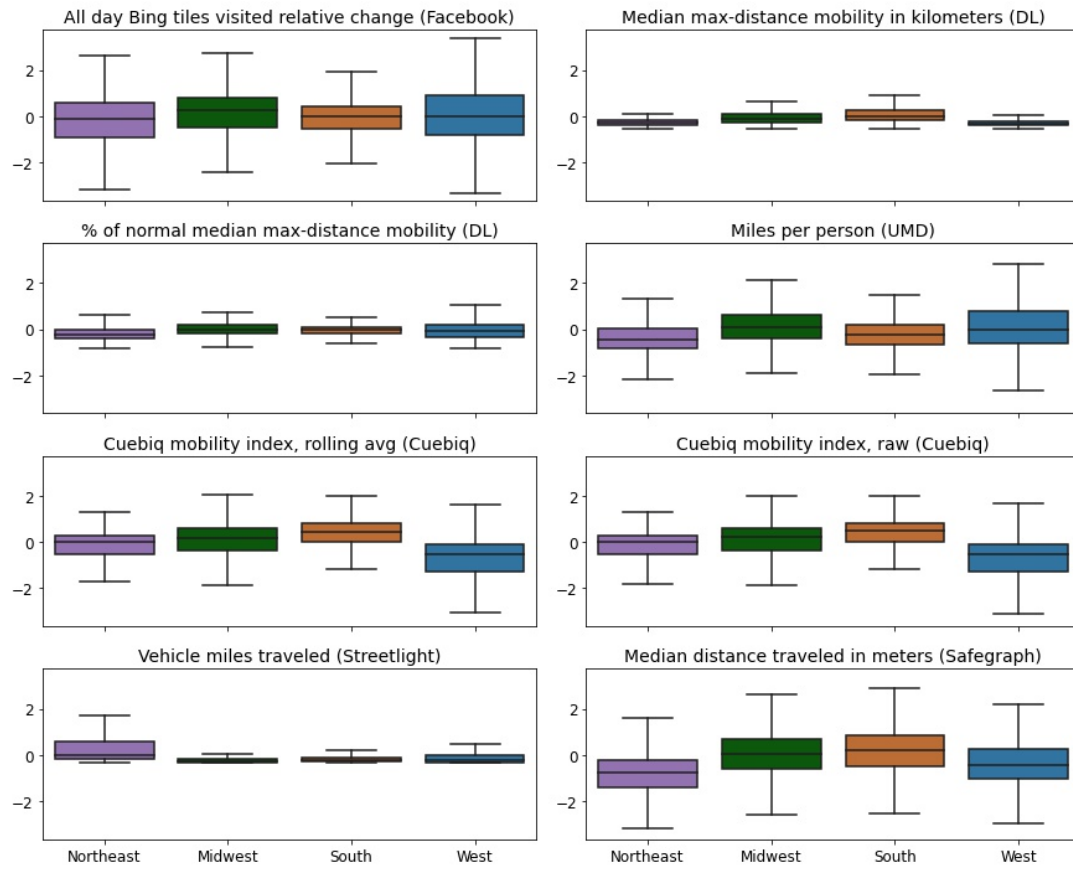 All day Bing tiles visited relative change (Facebook)
2
0
−2
Median max-distance mobility in kilometers (DL)
2
0
−2
% of normal median max-distance mobility (DL)
2
0
−2
Miles per person (UMD)
2
0
−2
Cuebiq mobility index, rolling avg (Cuebiq)
2
0
−2
Cuebiq mobility index, raw (Cuebiq)
2
0
−2
Vehicle miles traveled (Streetlight)
2
0
−2
Northeast Midwest South West
Median distance traveled in meters (Safegraph)
2
0
−2
Northeast Midwest South West